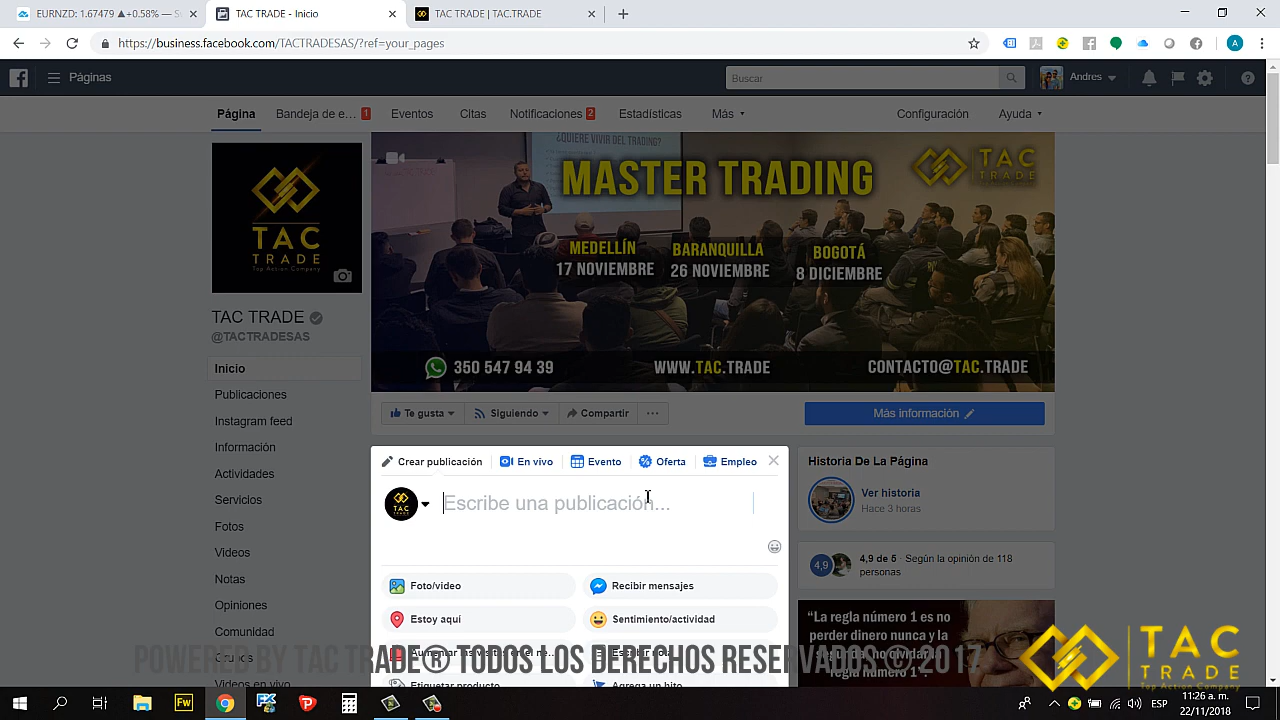 EURNZD: 1.67479 ▲+0.58% — S
TAC TRADE - Inicio
TAC TRADE | TAC.TRADE
https://business.facebook.com/TACTRADESAS/?ref=your_pages
Páginas
Buscar
Andres
Página
Bandeja de e... 1
Eventos
Citas
Notificaciones 2
Estadísticas
Más
Configuración
Ayuda
¿QUIERE VIVIR DEL TRADING?
MASTER TRADING
TAC
TRADE
MEDELLÍN
17 NOVIEMBRE
BARANQUILLA
26 NOVIEMBRE
BOGOTÁ
8 DICIEMBRE
350 547 94 39
WWW.TAC.TRADE
CONTACTO@TAC.TRADE
TAC
TRADE
Top Action Company
TAC TRADE
@TACTRADESAS
Inicio
Publicaciones
Instagram feed
Información
Actividades
Servicios
Fotos
Videos
Notas
Opiniones
Comunidad
Grupos
Videos en vivo
Te gusta
Siguiendo
Compartir
Más información
Crear publicación
En vivo
Evento
Oferta
Empleo
Escribe una publicación...
Foto/video
Recibir mensajes
Estoy aquí
Sentimiento/actividad
Etiquetar producto
Agrega un hito
Historia De La Página
Ver historia
Hace 3 horas
4,9
4,9 de 5 · Según la opinión de 118
personas
“La regla número 1 es no
perder dinero nunca y la
POWERED BY TAC TRADE® TODOS LOS DERECHOS RESERVADOS © 2017
TAC
TRADE
Top Action Company
Fw
A
ESP
11:26 a. m.
22/11/2018